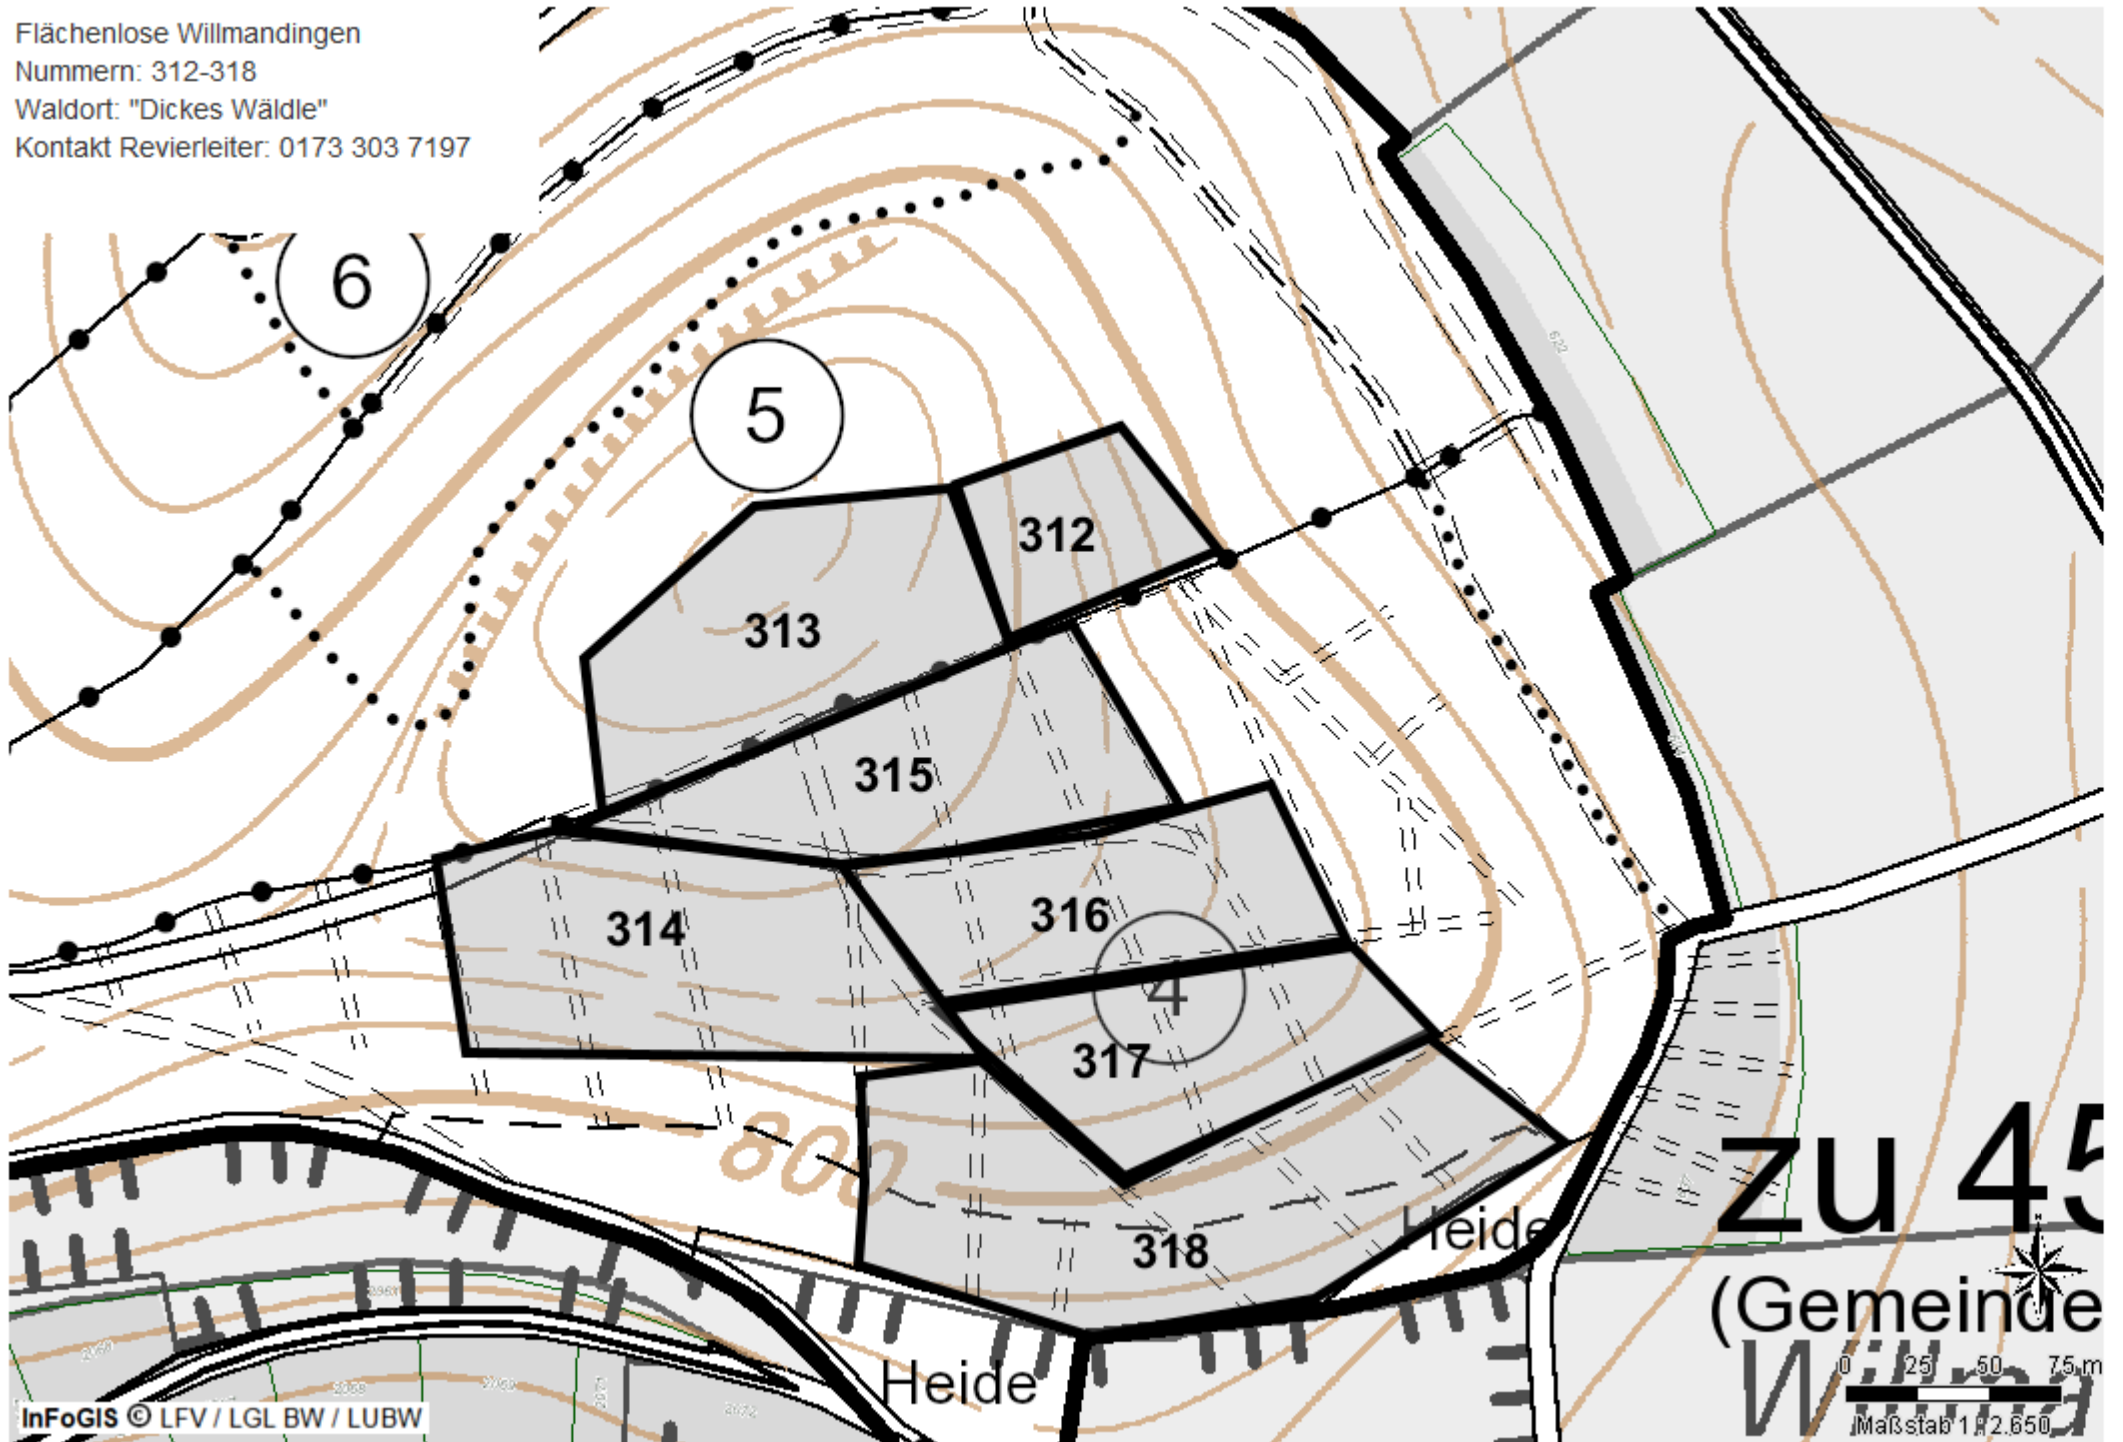 Flächenlose Willmandingen
Nummern: 312-318
Waldort: "Dickes Wäldle"
Kontakt Revierleiter: 0173 303 7197
6
5
622
312
313
315
314
316
4
317
800
zu 45
318
Heide
(Gemeinde
Willma
Heide
0 25 50 75 m
Maßstab 1 : 2.650
InFoGIS © LFV / LGL BW / LUBW